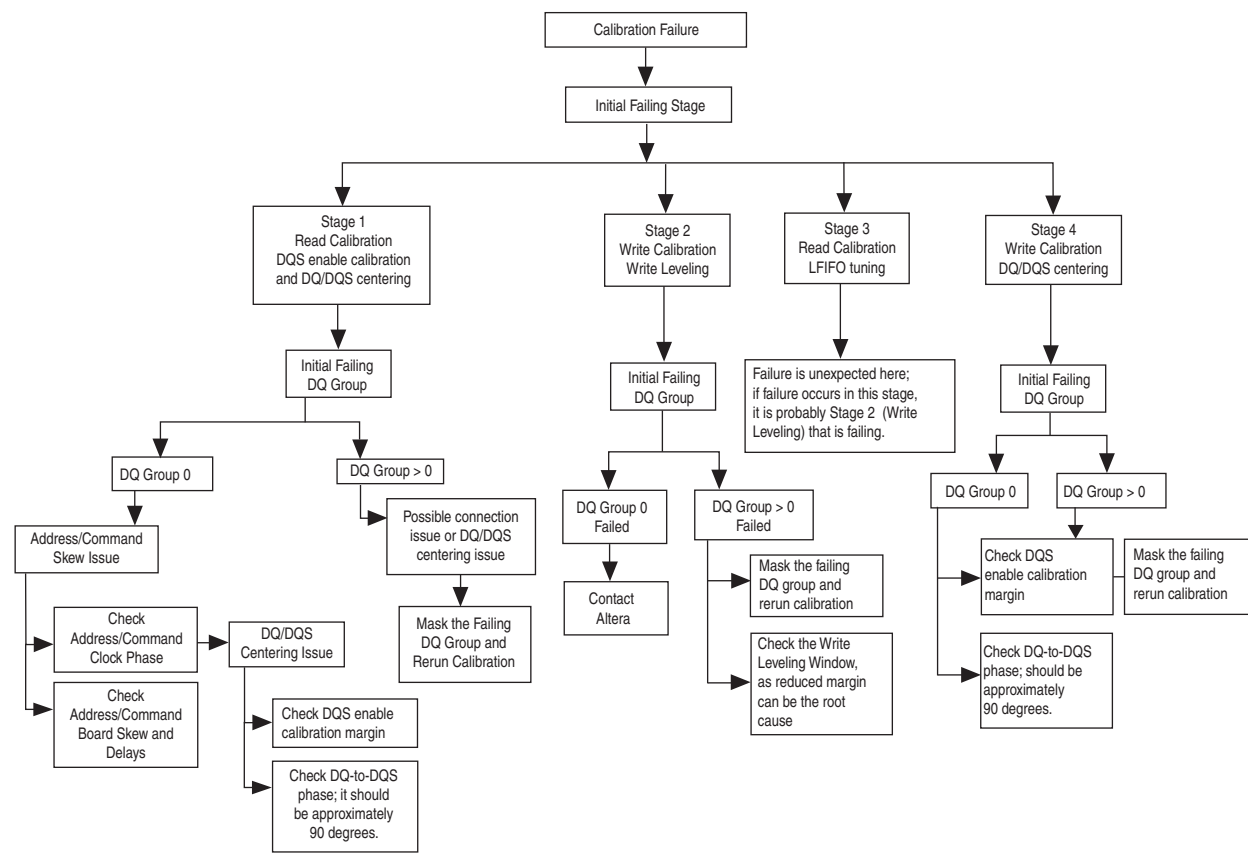 Calibration Failure
Initial Failing Stage
Stage 1
Read Calibration
DQS enable calibration
and DQ/DQS centering
Stage 2
Write Calibration
Write Leveling
Stage 3
Read Calibration
LFIFO tuning
Stage 4
Write Calibration
DQ/DQS centering
Initial Failing
DQ Group
Initial Failing
DQ Group
Failure is unexpected here;
if failure occurs in this stage,
it is probably Stage 2 (Write
Leveling) that is failing.
Initial Failing
DQ Group
DQ Group 0
DQ Group > 0
DQ Group 0
Failed
DQ Group > 0
Failed
DQ Group 0
DQ Group > 0
Address/Command
Skew Issue
Possible connection
issue or DQ/DQS
centering issue
Mask the failing
DQ group and
rerun calibration
Check DQS
enable calibration
margin
Mask the failing
DQ group and
rerun calibration
Contact
Altera
Check
Address/Command
Clock Phase
DQ/DQS
Centering Issue
Mask the Failing
DQ Group and
Rerun Calibration
Check the Write
Leveling Window,
as reduced margin
can be the root
cause
Check DQ-to-DQS
phase; should be
approximately
90 degrees.
Check
Address/Command
Board Skew and
Delays
Check DQS enable
calibration margin
Check DQ-to-DQS
phase; it should
be approximately
90 degrees.